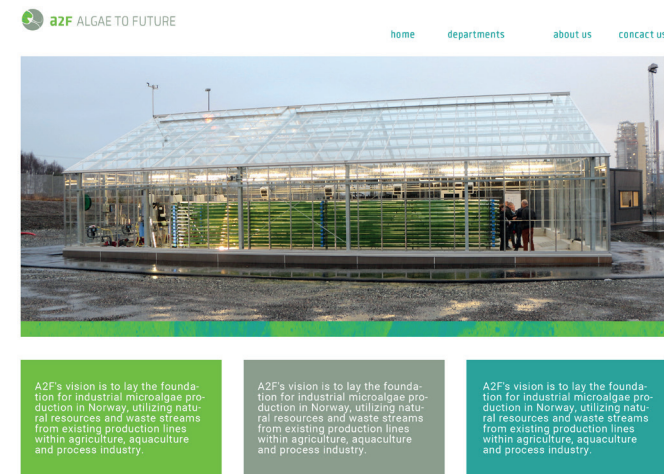 a2F ALGAE TO FUTURE
home departments about us concact us
A2F's vision is to lay the founda-
tion for industrial microalgae pro-
duction in Norway, utilizing natu-
ral resources and waste streams
from existing production lines
within agriculture, aquaculture
and process industry.
A2F's vision is to lay the founda-
tion for industrial microalgae pro-
duction in Norway, utilizing natu-
ral resources and waste streams
from existing production lines
within agriculture, aquaculture
and process industry.
A2F's vision is to lay the founda-
tion for industrial microalgae pro-
duction in Norway, utilizing natu-
ral resources and waste streams
from existing production lines
within agriculture, aquaculture
and process industry.